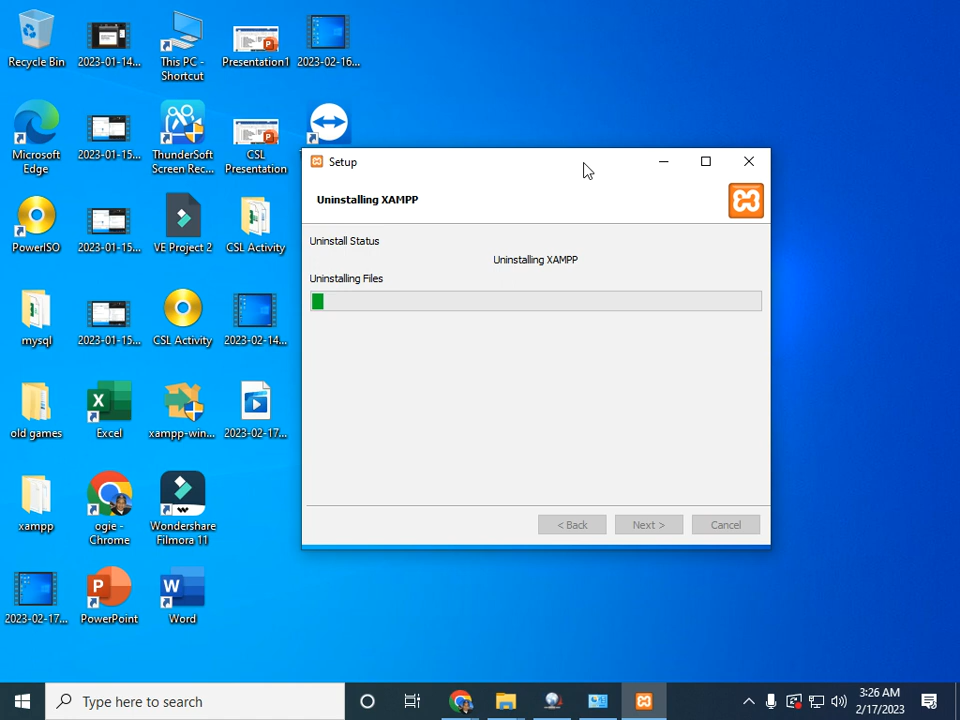 Recycle Bin
2023-01-14...
This PC -
Shortcut
Presentation1
2023-02-16...
Microsoft
Edge
2023-01-15...
ThunderSoft
Screen Rec...
CSL
Presentation
PowerISO
2023-01-15...
VE Project 2
CSL Activity
mysql
2023-01-15...
CSL Activity
2023-02-14...
old games
Excel
xampp-win...
2023-02-17...
xampp
ogie -
Chrome
Wondershare
Filmora 11
2023-02-17...
PowerPoint
Word
Setup
Uninstalling XAMPP
Uninstall Status
Uninstalling XAMPP
Uninstalling Files
< Back
Next >
Cancel
Type here to search
3:26 AM
2/17/2023